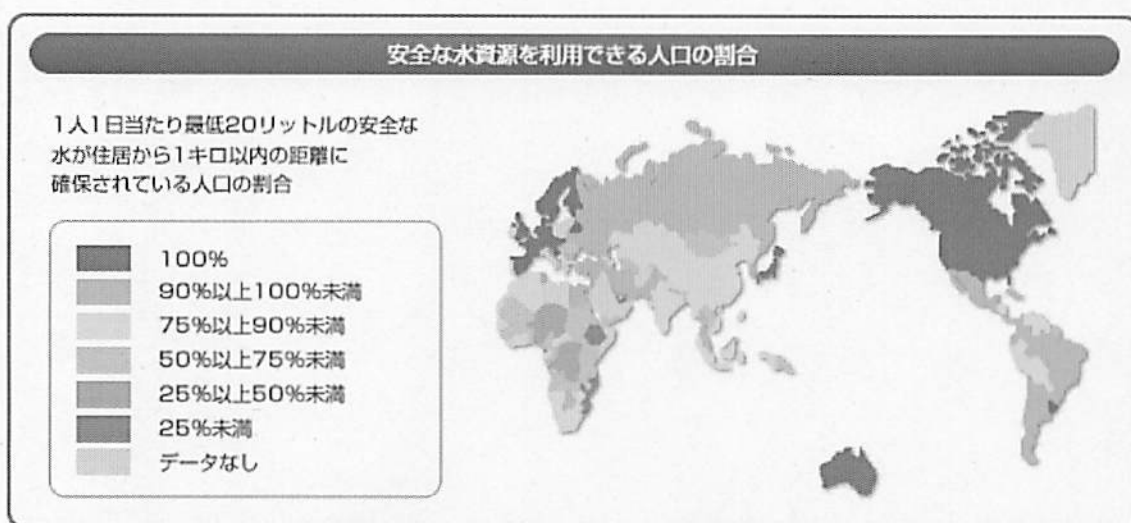 安全な水資源を利用できる人口の割合
1人1日当たり最低20リットルの安全な
水が住居から1キロ以内の距離に
確保されている人口の割合
100%
90%以上100%未満
75%以上90%未満
50%以上75%未満
25%以上50%未満
25%未満
データなし